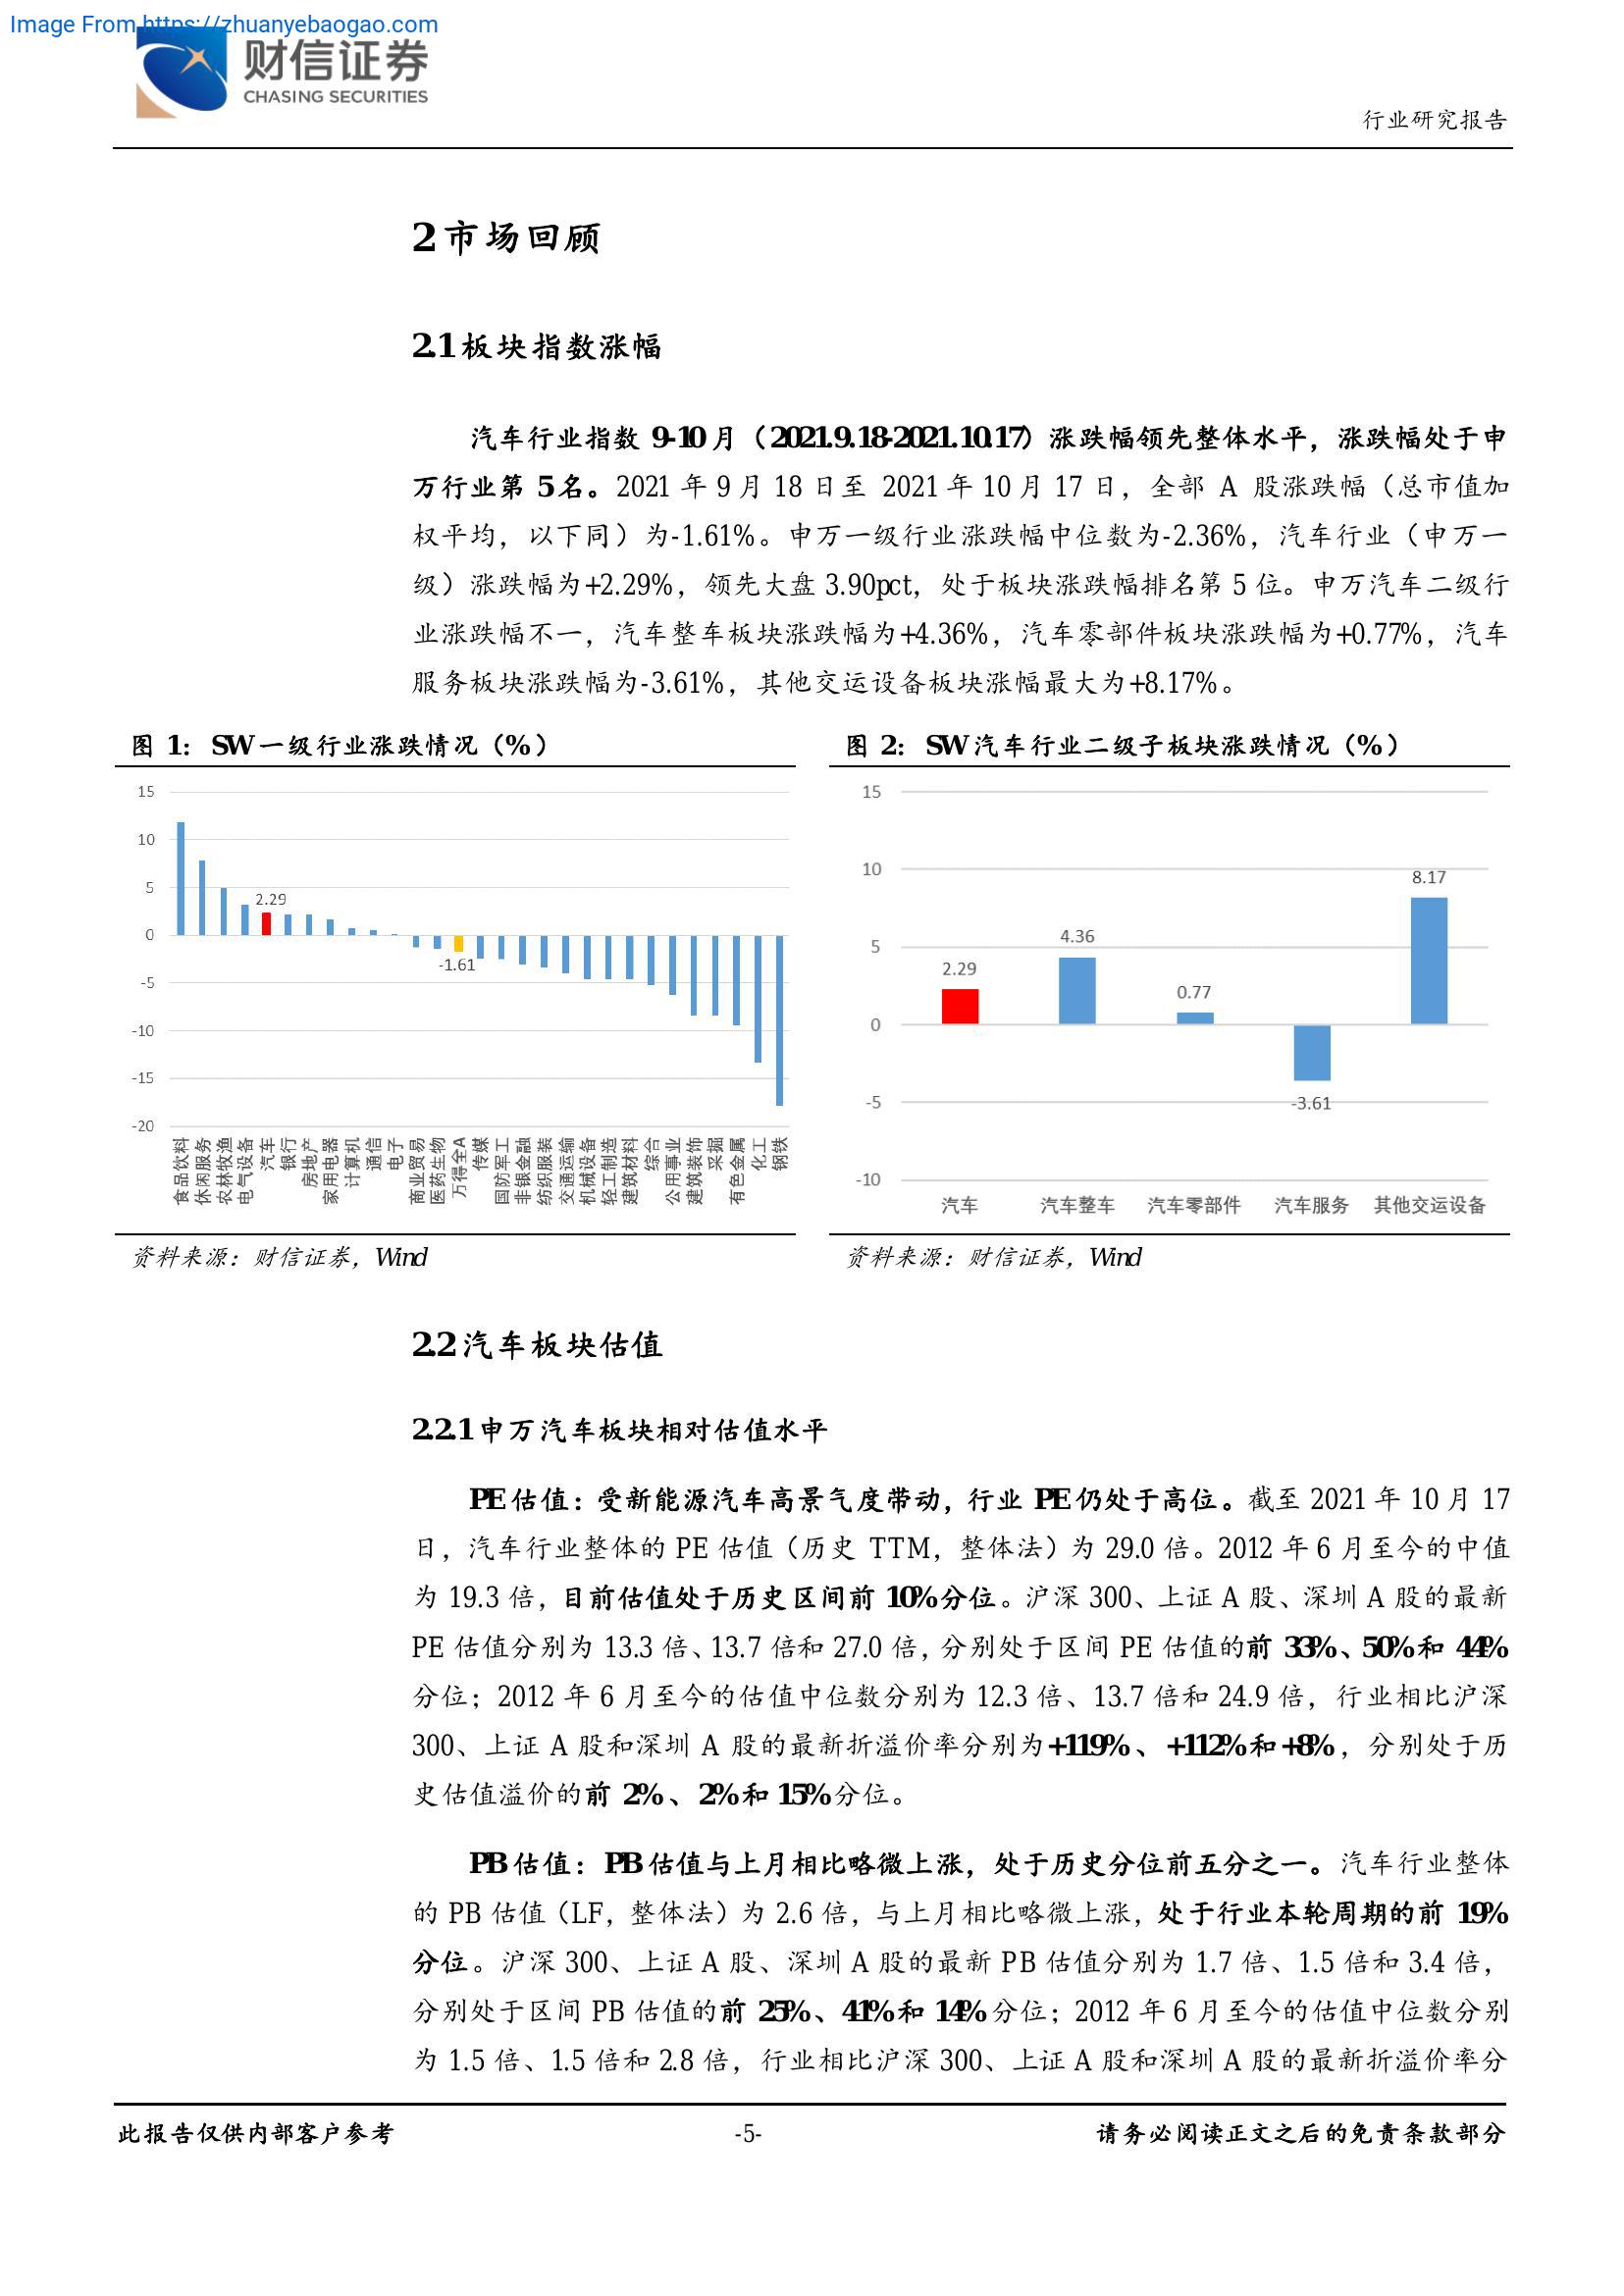 Image From https://zhuanyebaogao.com
财信证券
CHASING SECURITIES
行业研究报告
2 市场回顾
2.1 板块指数涨幅
汽车行业指数 9-10 月（2021.9.18-2021.10.17）涨跌幅领先整体水平，涨跌幅处于申
万行业第 5 名。2021 年 9 月 18 日至 2021 年 10 月 17 日，全部 A 股涨跌幅（总市值加
权平均，以下同）为-1.61%。申万一级行业涨跌幅中位数为-2.36%，汽车行业（申万一
级）涨跌幅为+2.29%，领先大盘 3.90pct，处于板块涨跌幅排名第 5 位。申万汽车二级行
业涨跌幅不一，汽车整车板块涨跌幅为+4.36%，汽车零部件板块涨跌幅为+0.77%，汽车
服务板块涨跌幅为-3.61%，其他交运设备板块涨幅最大为+8.17%。
图 1：SW 一级行业涨跌情况（%）
15
10
5
0
-5
-10
-15
-20
2.29
-1.61
食品饮料
休闲服务
农林牧渔
电气设备
汽车
银行
房地产
家用电器
计算机
通信
电子
商业贸易
医药生物
万得全A
传媒
国防军工
非银金融
纺织服装
交通运输
机械设备
轻工制造
建筑材料
综合
公用事业
建筑装饰
采掘
有色金属
化工
钢铁
资料来源：财信证券，Wind
图 2：SW 汽车行业二级子板块涨跌情况（%）
15
10
5
0
-5
-10
2.29
4.36
0.77
-3.61
8.17
汽车
汽车整车
汽车零部件
汽车服务
其他交运设备
资料来源：财信证券，Wind
2.2 汽车板块估值
2.2.1 申万汽车板块相对估值水平
PE 估值：受新能源汽车高景气度带动，行业 PE 仍处于高位。截至 2021 年 10 月 17
日，汽车行业整体的 PE 估值（历史 TTM，整体法）为 29.0 倍。2012 年 6 月至今的中值
为 19.3 倍，目前估值处于历史区间前 10%分位。沪深 300、上证 A 股、深圳 A 股的最新
PE 估值分别为 13.3 倍、13.7 倍和 27.0 倍，分别处于区间 PE 估值的前 33%、50%和 44%
分位；2012 年 6 月至今的估值中位数分别为 12.3 倍、13.7 倍和 24.9 倍，行业相比沪深
300、上证 A 股和深圳 A 股的最新折溢价率分别为+119%、+112%和+8%，分别处于历
史估值溢价的前 2%、2%和 15%分位。
PB 估值：PB 估值与上月相比略微上涨，处于历史分位前五分之一。汽车行业整体
的 PB 估值（LF，整体法）为 2.6 倍，与上月相比略微上涨，处于行业本轮周期的前 19%
分位。沪深 300、上证 A 股、深圳 A 股的最新 PB 估值分别为 1.7 倍、1.5 倍和 3.4 倍，
分别处于区间 PB 估值的前 25%、41%和 14%分位；2012 年 6 月至今的估值中位数分别
为 1.5 倍、1.5 倍和 2.8 倍，行业相比沪深 300、上证 A 股和深圳 A 股的最新折溢价率分
此报告仅供内部客户参考
-5-
请务必阅读正文之后的免责条款部分